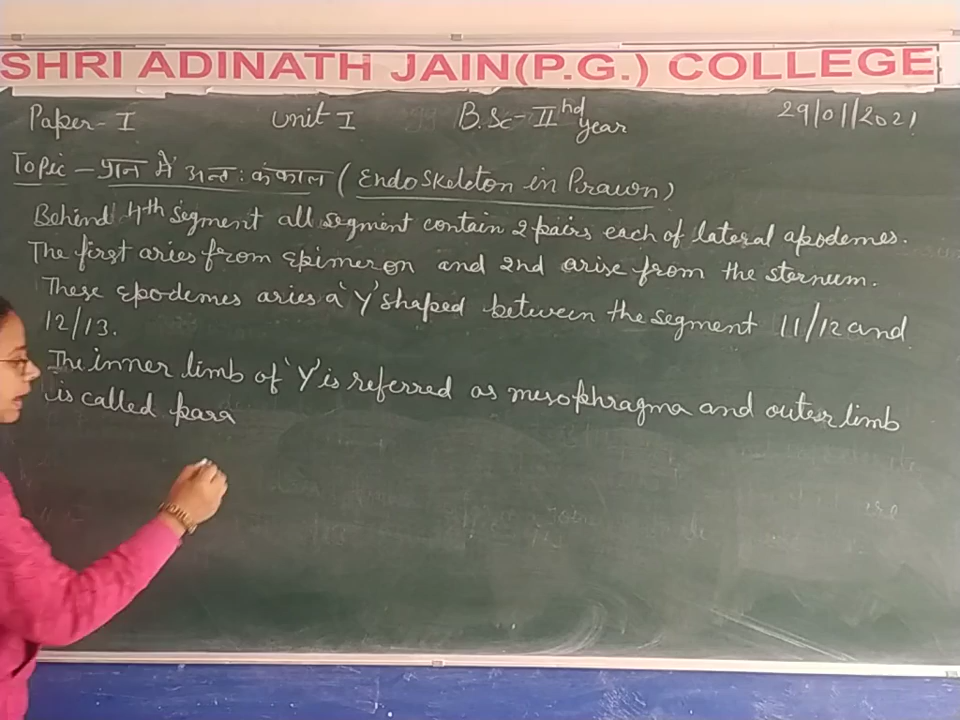 SHRI ADINATH JAIN(P.G.) COLLEGE
Paper-I Unit I B.Sc-IInd year 29/01/2021
Topic - प्रान में अन्त: कंकाल (Endoskeleton in Prawn)
Behind 4th segment all segment contain 2 pairs each of lateral apodemes.
The first aries from epimeron and 2nd arise from the sternum.
These epodemes aries a 'Y' shaped between the segment 11/12 and
12/13.
The inner limb of 'Y' is referred as mesophragma and outer limb
is called para